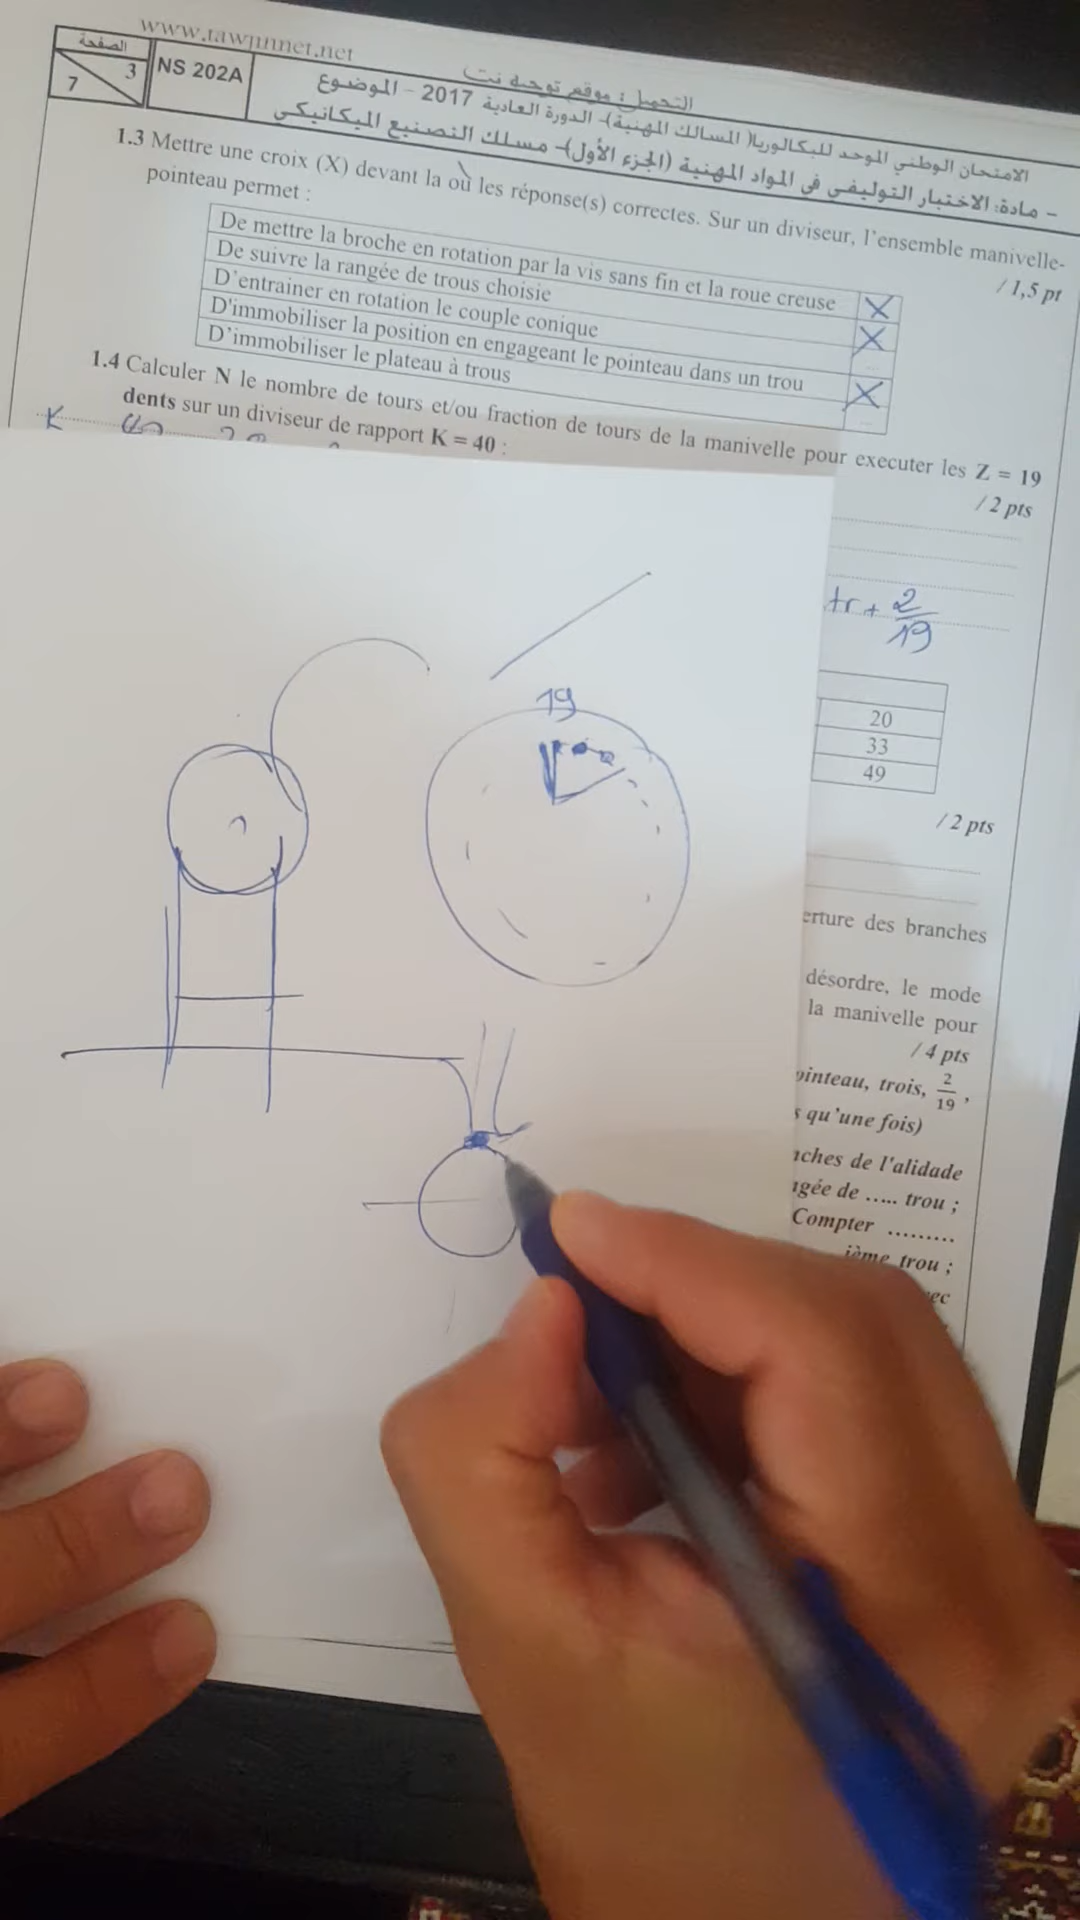 www.tawjihnet.net
التحميل : موقع توجيه نت
الصفحة
3
7
NS 202A
الامتحان الوطني الموحد للبكالوريا (المسالك المهنية)- الدورة العادية 2017 - الموضوع
- مادة: الاختبار التوليفي في المواد المهنية (الجزء الأول)- مسلك التصنيع الميكانيكي
1.3 Mettre une croix (X) devant la où les réponse(s) correctes. Sur un diviseur, l'ensemble manivelle-
pointeau permet :
/ 1,5 pt
De mettre la broche en rotation par la vis sans fin et la roue creuse X
De suivre la rangée de trous choisie X
D'entrainer en rotation le couple conique ...
D'immobiliser la position en engageant le pointeau dans un trou X
D'immobiliser le plateau à trous ...
1.4 Calculer N le nombre de tours et/ou fraction de tours de la manivelle pour executer les Z = 19
dents sur un diviseur de rapport K = 40 :
/ 2 pts
K
tr + 2/19
19
20
33
49
/ 2 pts
erture des branches
désordre, le mode
la manivelle pour
/ 4 pts
ointeau, trois, 2/19 ,
s qu'une fois)
nches de l'alidade
ngée de ..... trou ;
Compter .........
ième trou ;
ec